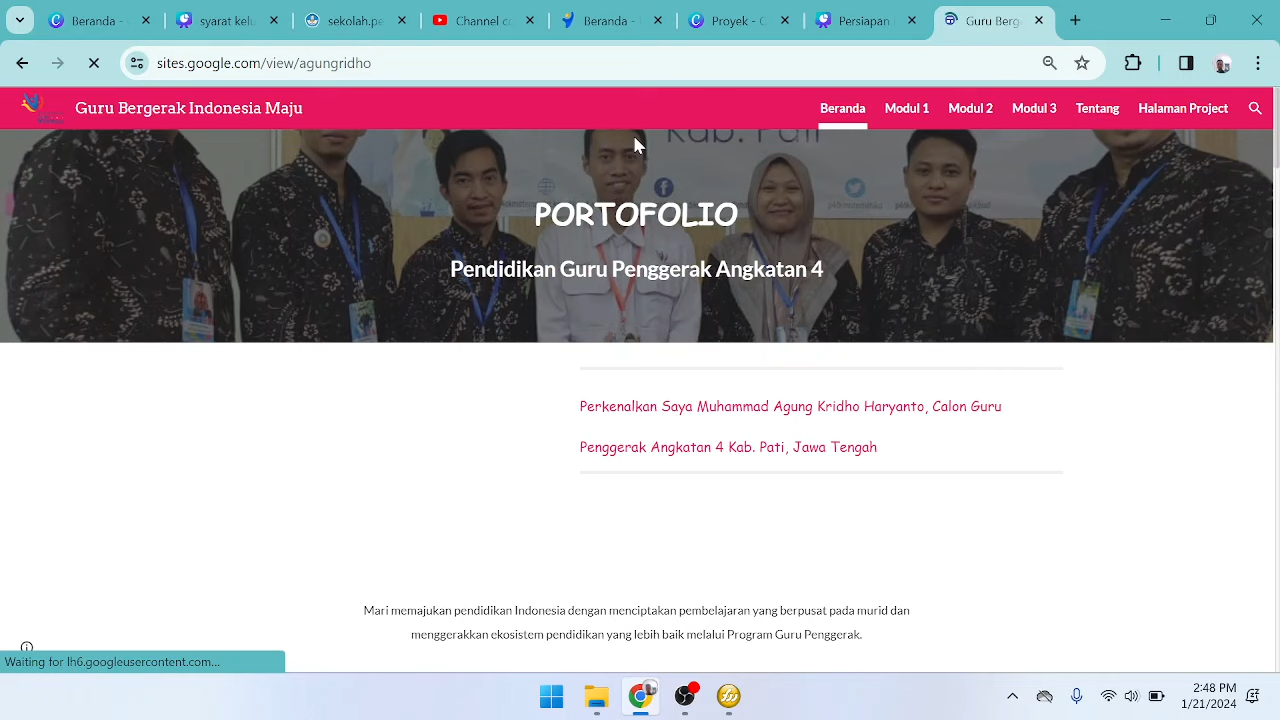 Beranda -
syarat kelu
sekolah.pe
Channel co
Beranda -
Proyek - C
Persiapan
Guru Berg
sites.google.com/view/agungridho
Guru Bergerak Indonesia Maju
Beranda
Modul 1
Modul 2
Modul 3
Tentang
Halaman Project
Kab. Pati
PORTOFOLIO
Pendidikan Guru Penggerak Angkatan 4
Perkenalkan Saya Muhammad Agung Kridho Haryanto, Calon Guru
Penggerak Angkatan 4 Kab. Pati, Jawa Tengah
Mari memajukan pendidikan Indonesia dengan menciptakan pembelajaran yang berpusat pada murid dan
menggerakkan ekosistem pendidikan yang lebih baik melalui Program Guru Penggerak.
Waiting for lh6.googleusercontent.com...
2:48 PM
1/21/2024